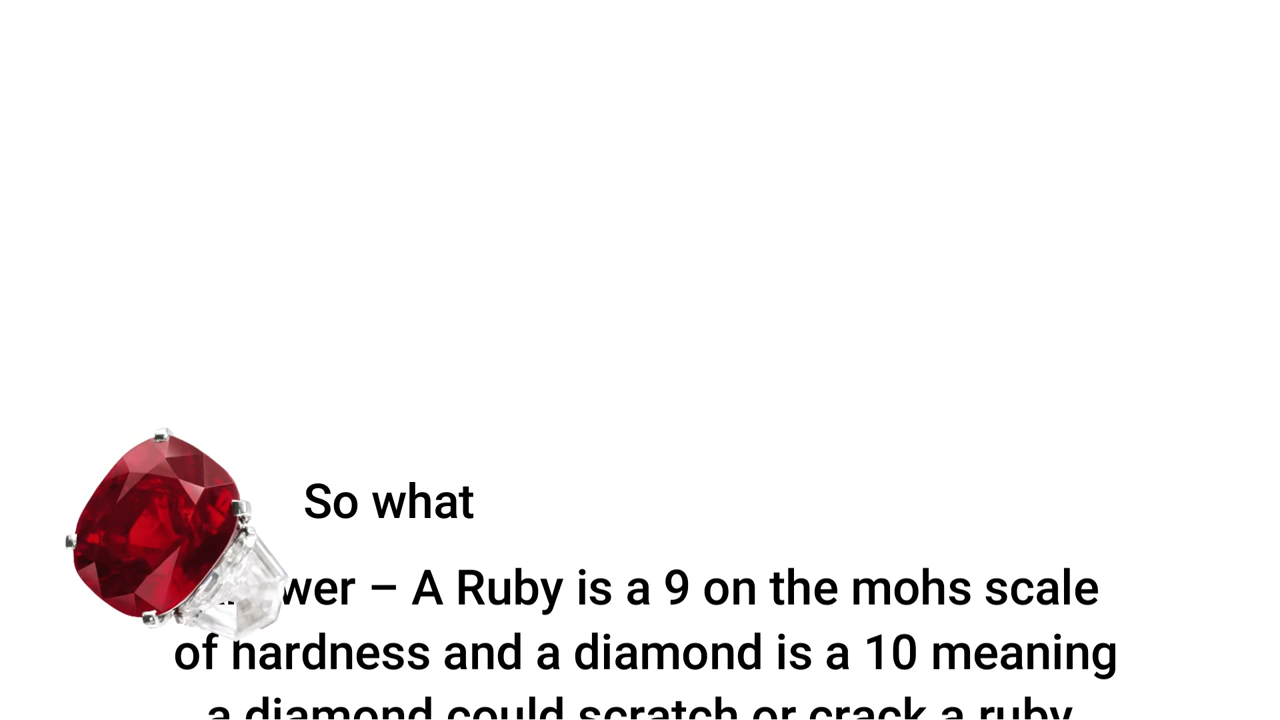 So what
wer – A Ruby is a 9 on the mohs scale
of hardness and a diamond is a 10 meaning
a diamond could scratch or crack a ruby